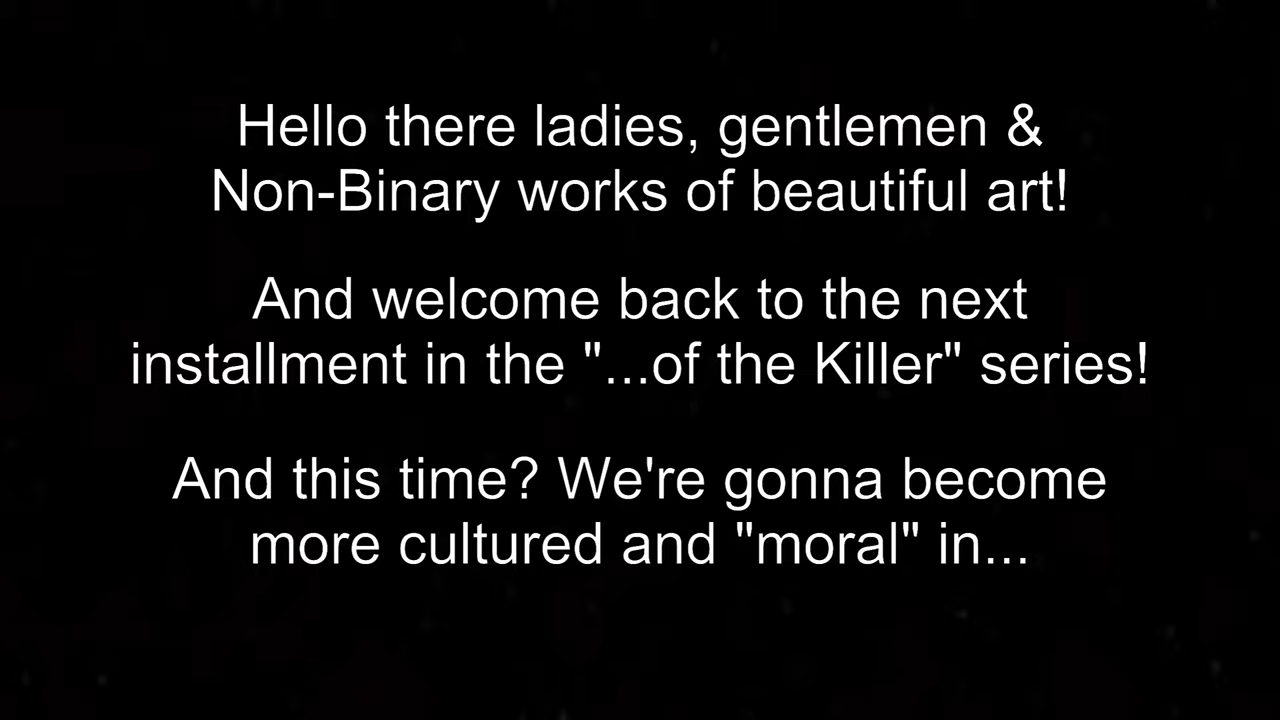 Hello there ladies, gentlemen &
Non-Binary works of beautiful art!
And welcome back to the next
installment in the "...of the Killer" series!
And this time? We're gonna become
more cultured and "moral" in...